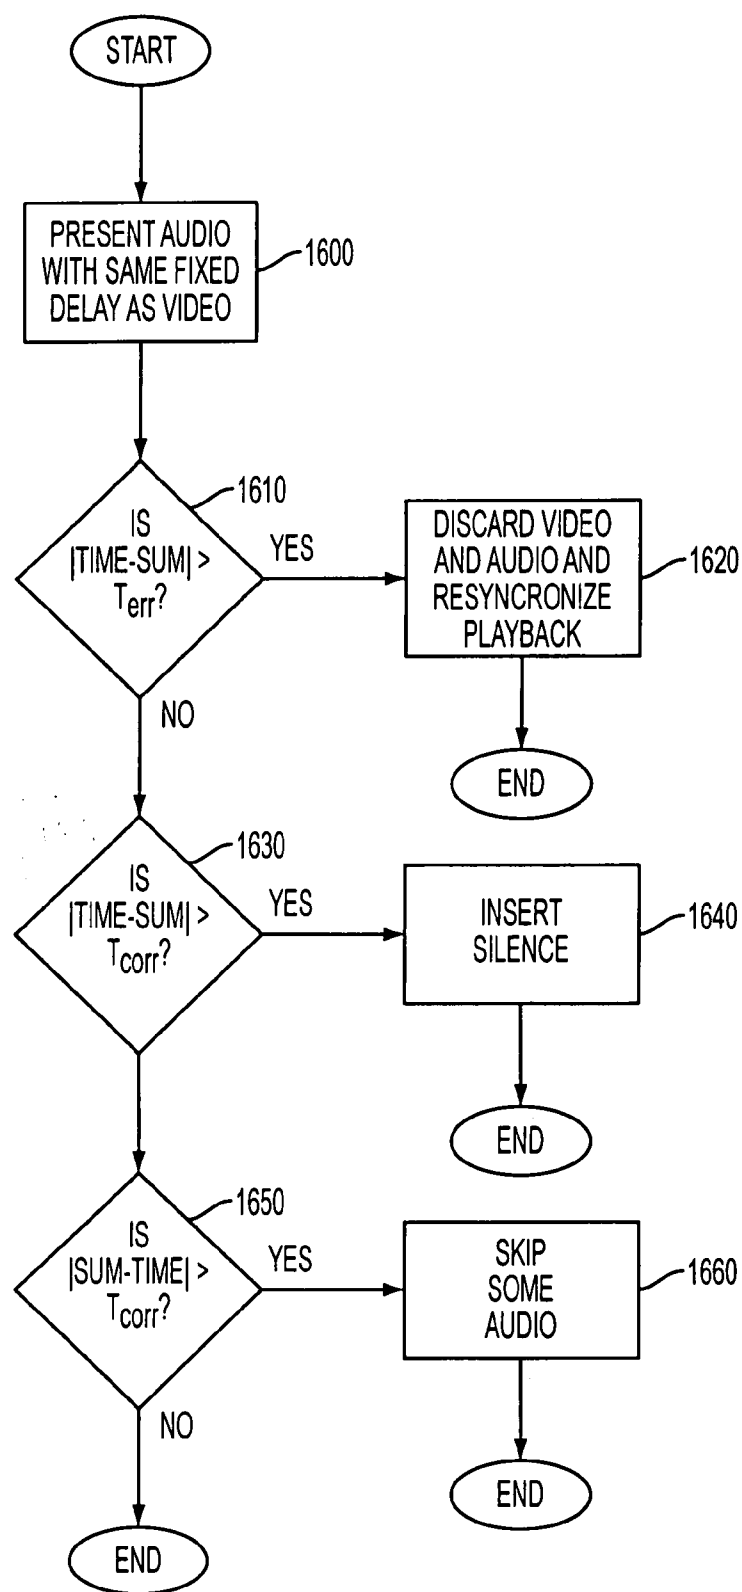 START
PRESENT AUDIO
WITH SAME FIXED
DELAY AS VIDEO
1600
IS
|TIME-SUM| >
Terr?
1610
YES
DISCARD VIDEO
AND AUDIO AND
RESYNCRONIZE
PLAYBACK
1620
NO
END
IS
|TIME-SUM| >
Tcorr?
1630
YES
INSERT
SILENCE
1640
END
IS
|SUM-TIME| >
Tcorr?
1650
YES
SKIP
SOME
AUDIO
1660
NO
END
END